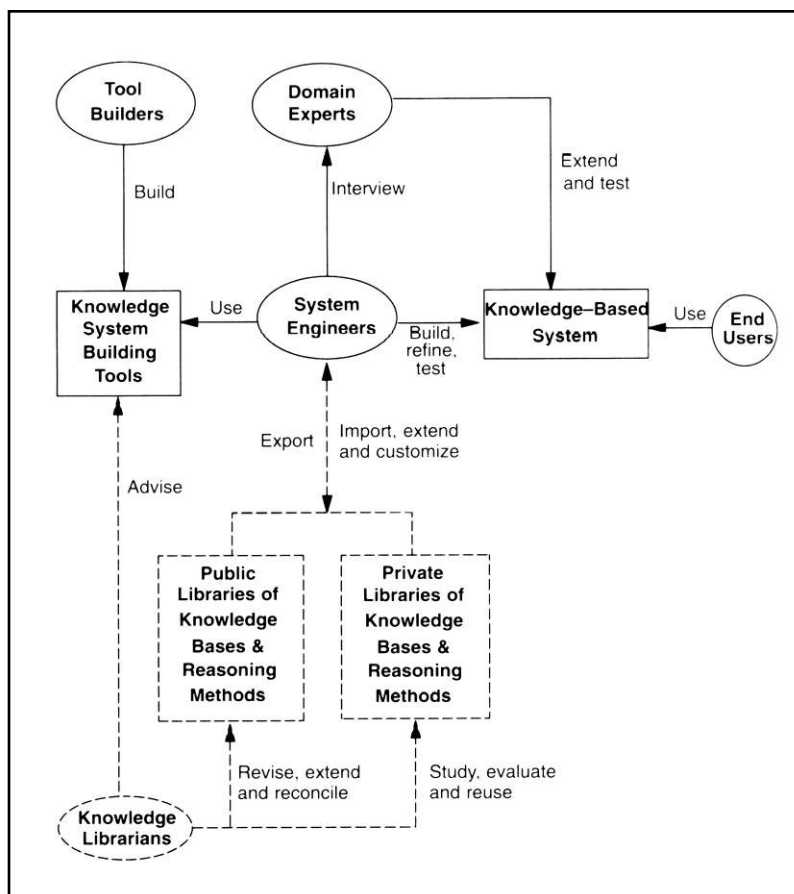 Tool
Builders
Domain
Experts
Build
Interview
Extend
and test
Knowledge
System
Building
Tools
Use
System
Engineers
Build,
refine,
test
Knowledge–Based
System
Use
End
Users
Export
Import, extend
and customize
Advise
Public
Libraries of
Knowledge
Bases &
Reasoning
Methods
Private
Libraries of
Knowledge
Bases &
Reasoning
Methods
Revise, extend
and reconcile
Study, evaluate
and reuse
Knowledge
Librarians